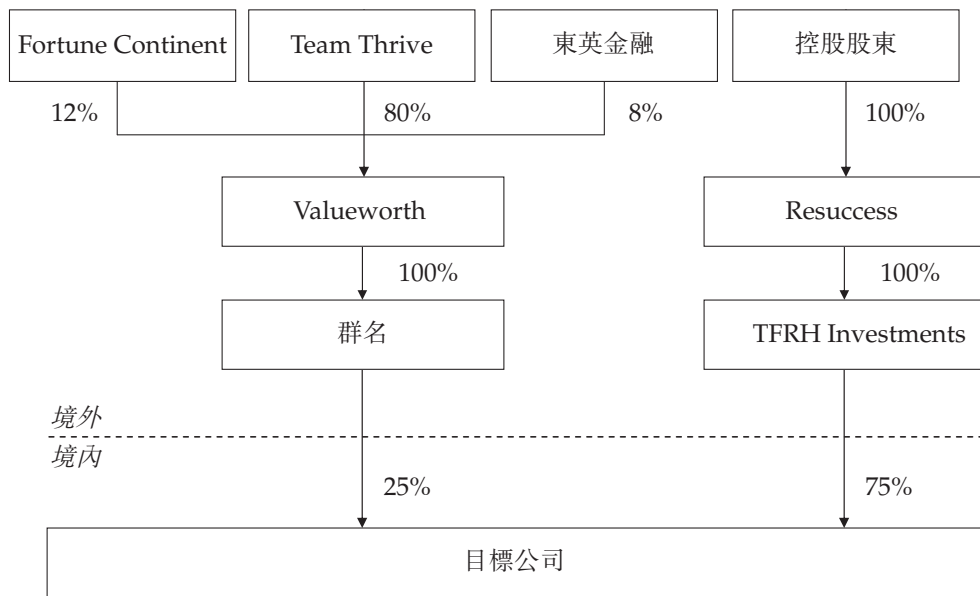 Fortune Continent
Team Thrive
東英金融
控股股東
12%
80%
8%
100%
Valueworth
Resuccess
100%
100%
群名
TFRH Investments
境外
境內
25%
75%
目標公司